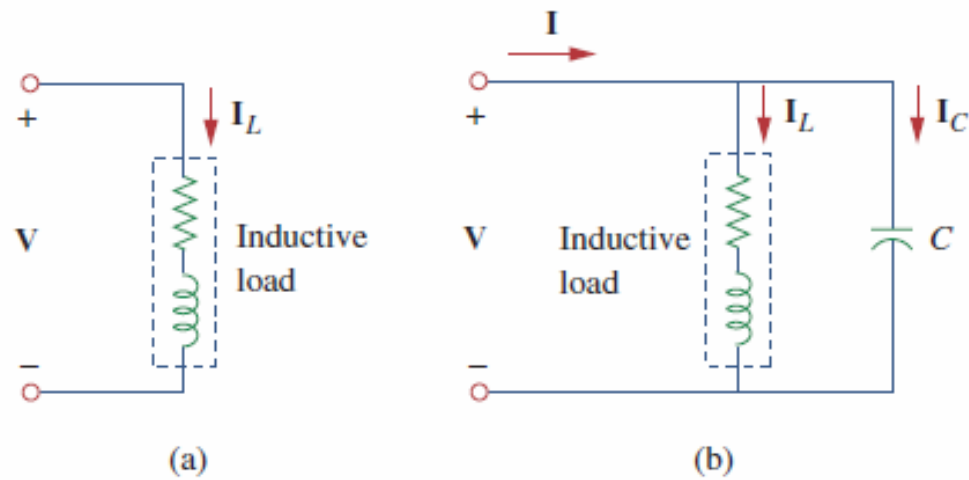 I
I_L
+
V
Inductive
load
−
(a)
I_L
I_C
+
V
Inductive
load
C
−
(b)